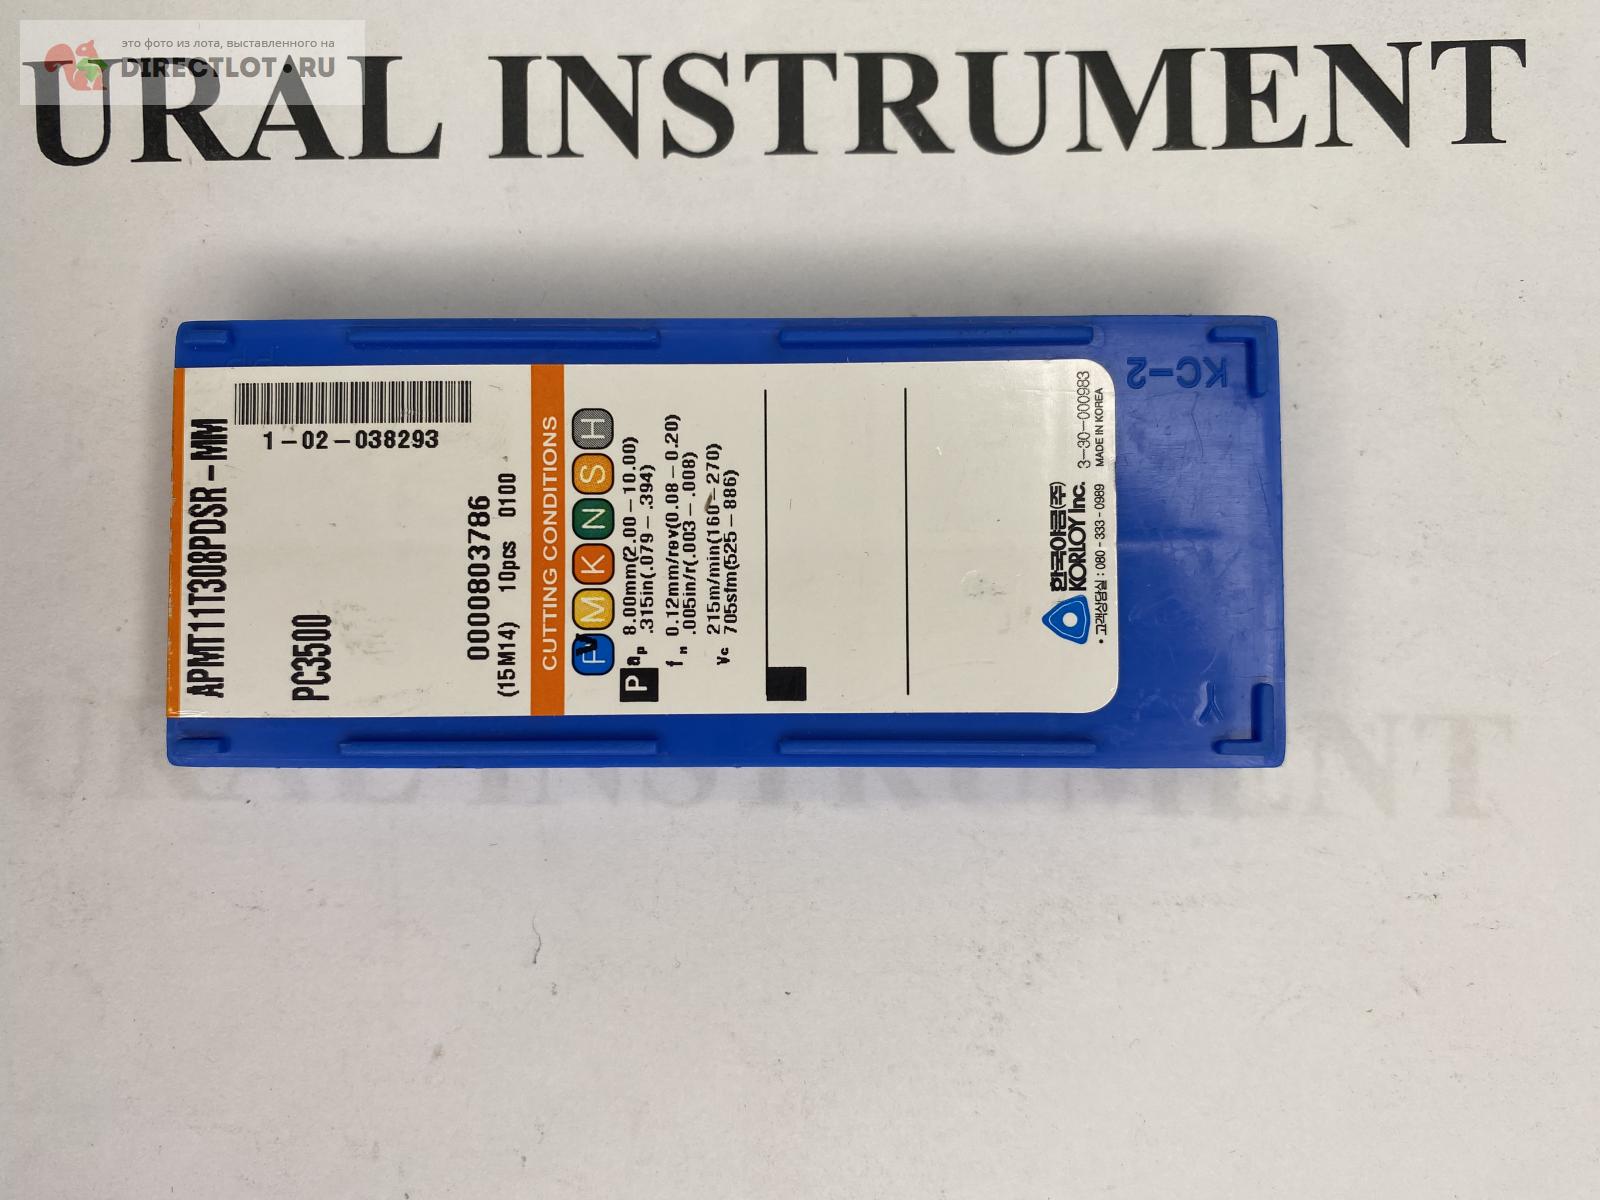 это фото из лота, выставленного на
DIRECTLOT.RU
URAL INSTRUMENT
APMT11T308PDSR-MM
1-02-038293
PC3500
0000803786
(15M14) 10pcs 0100
CUTTING CONDITIONS
P M K N S H
P ap 8.00mm(2.00-10.00)
.315in(.079-.394)
fn 0.12mm/rev(0.08-0.20)
.005in/r(.003-.008)
vc 215m/min(160-270)
705sfm(525-886)
한국야금(주)
KORLOY Inc.
• 고객상담실 : 080-333-0989
3-30-000983
MADE IN KOREA
KC-2
Y
URAL INSTRUMENT